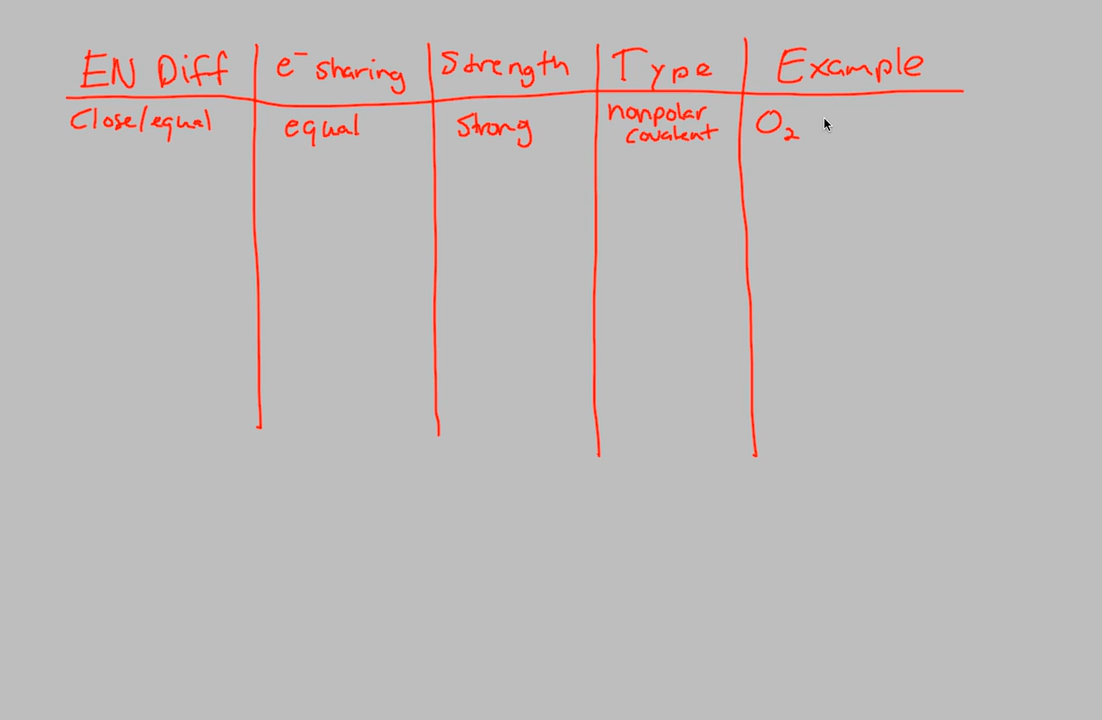 EN Diff e⁻ sharing Strength Type Example
Close/equal equal Strong nonpolar covalent O₂